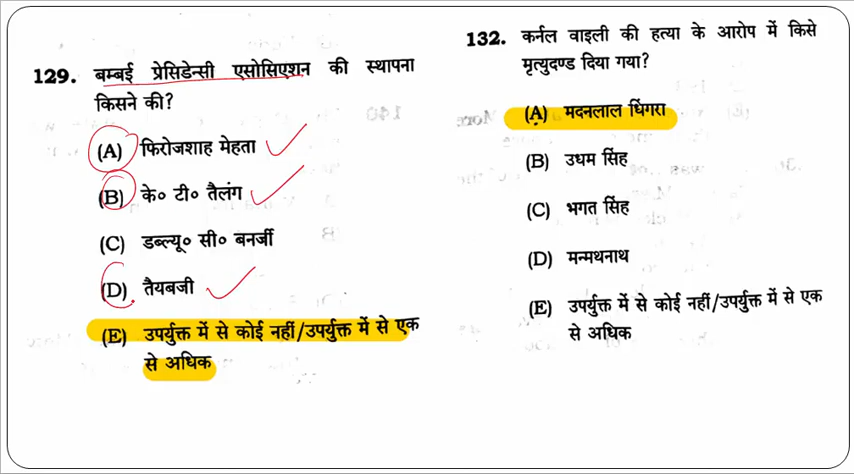 129. बम्बई प्रेसिडेन्सी एसोसिएशन की स्थापना
किसने की?
(A) फिरोजशाह मेहता
(B) के० टी० तैलंग
(C) डब्ल्यू० सी० बनर्जी
(D) तैयबजी
(E) उपर्युक्त में से कोई नहीं/उपर्युक्त में से एक
से अधिक
132. कर्नल वाइली की हत्या के आरोप में किसे
मृत्युदण्ड दिया गया?
(A) मदनलाल धिंगरा
(B) उधम सिंह
(C) भगत सिंह
(D) मन्मथनाथ
(E) उपर्युक्त में से कोई नहीं/उपर्युक्त में से एक
से अधिक